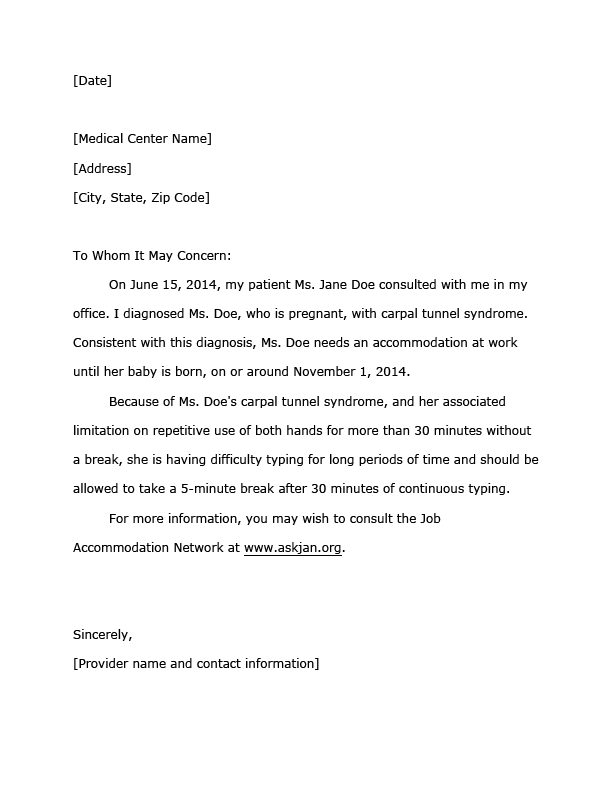 [Date]
[Medical Center Name]
[Address]
[City, State, Zip Code]
To Whom It May Concern:
On June 15, 2014, my patient Ms. Jane Doe consulted with me in my
office. I diagnosed Ms. Doe, who is pregnant, with carpal tunnel syndrome.
Consistent with this diagnosis, Ms. Doe needs an accommodation at work
until her baby is born, on or around November 1, 2014.
Because of Ms. Doe's carpal tunnel syndrome, and her associated
limitation on repetitive use of both hands for more than 30 minutes without
a break, she is having difficulty typing for long periods of time and should be
allowed to take a 5-minute break after 30 minutes of continuous typing.
For more information, you may wish to consult the Job
Accommodation Network at www.askjan.org.
Sincerely,
[Provider name and contact information]